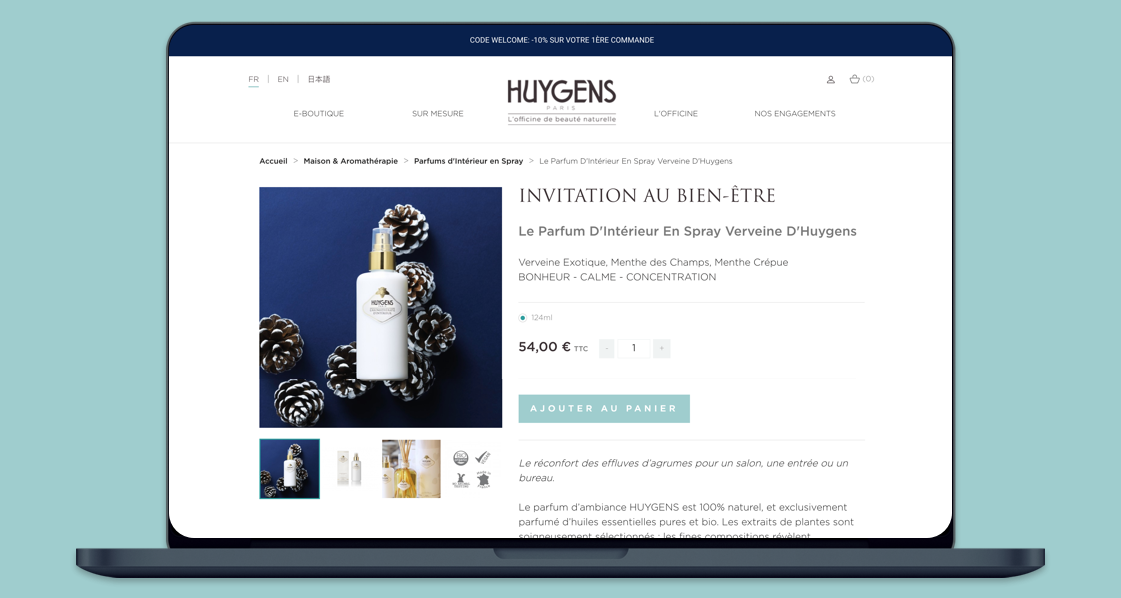 CODE WELCOME: -10% SUR VOTRE 1ÈRE COMMANDE
FR | EN | 日本語
(0)
HUYGENS
PARIS
L'officine de beauté naturelle
E-BOUTIQUE
SUR MESURE
L'OFFICINE
NOS ENGAGEMENTS
Accueil > Maison & Aromathérapie > Parfums d'Intérieur en Spray > Le Parfum D'Intérieur En Spray Verveine D'Huygens
HUYGENS
INVITATION AU BIEN-ÊTRE
Le Parfum D'Intérieur En Spray Verveine D'Huygens
Verveine Exotique, Menthe des Champs, Menthe Crépue
BONHEUR - CALME - CONCENTRATION
124ml
54,00 € TTC - 1 +
AJOUTER AU PANIER
Le réconfort des effluves d’agrumes pour un salon, une entrée ou un
bureau.
Le parfum d’ambiance HUYGENS est 100% naturel, et exclusivement
parfumé d’huiles essentielles pures et bio. Les extraits de plantes sont
soigneusement sélectionnés : les fines compositions révèlent